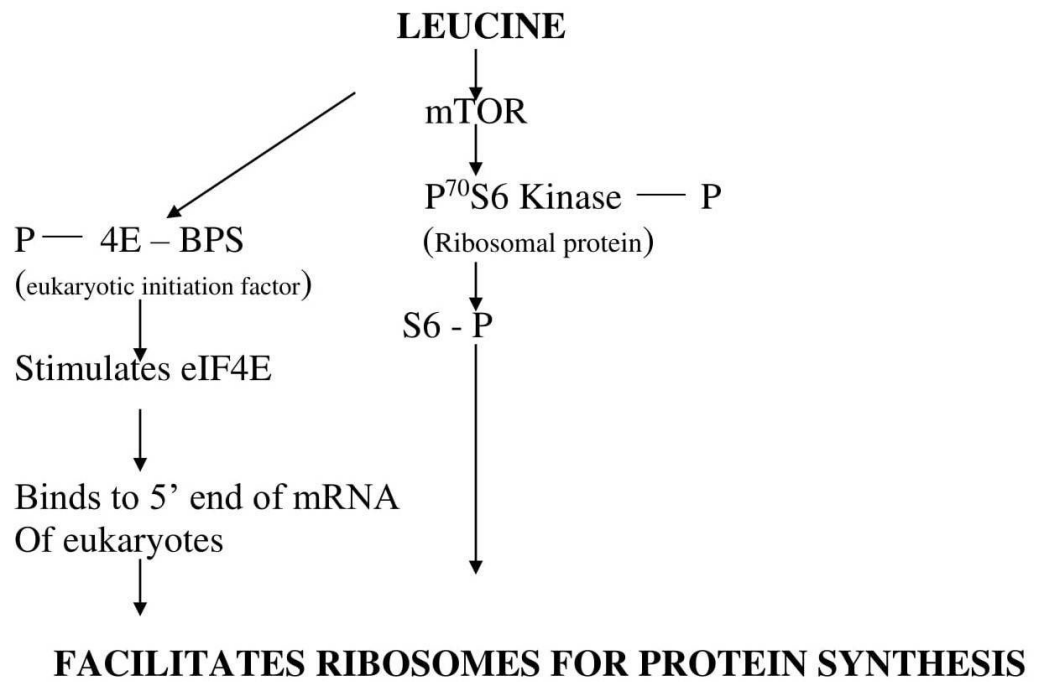 LEUCINE
mTOR
P⁷⁰S6 Kinase — P
(Ribosomal protein)
P — 4E – BPS
(eukaryotic initiation factor)
S6 - P
Stimulates eIF4E
Binds to 5’ end of mRNA
Of eukaryotes
FACILITATES RIBOSOMES FOR PROTEIN SYNTHESIS